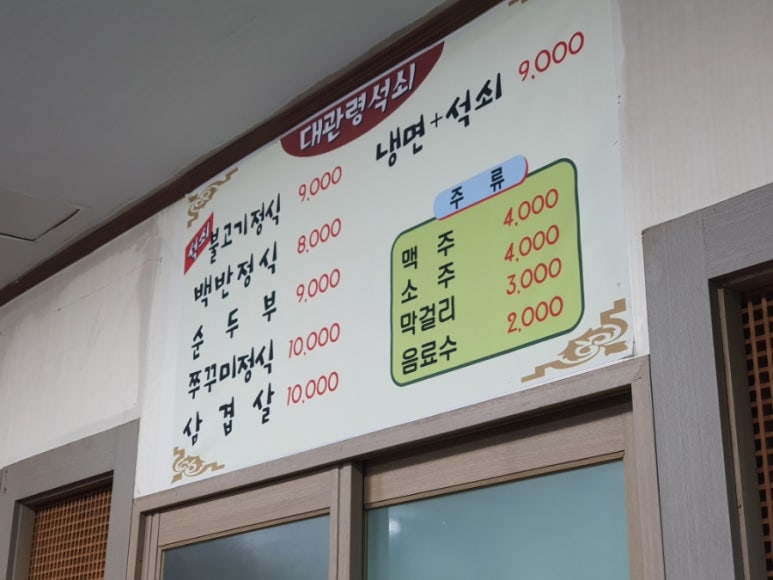 대관령석쇠
석쇠불고기정식 9,000
백반정식 8,000
순두부 9,000
쭈꾸미정식 10,000
삼겹살 10,000
냉면+석쇠 9,000
주류
맥주 4,000
소주 4,000
막걸리 3,000
음료수 2,000